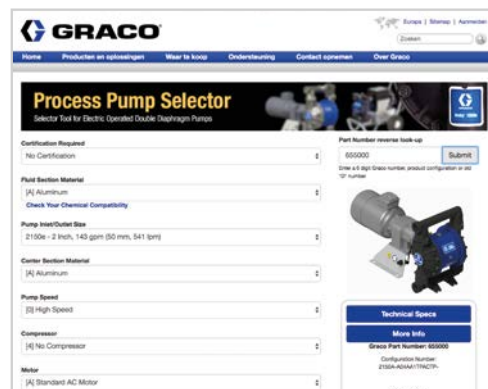 GRACO
Europa | Sitemap | Aanmelden
Zoeken
Home Producten en oplossingen Waar te koop Ondersteuning Contact opnemen Over Graco
Process Pump Selector
Selector Tool for Electric Operated Double Diaphragm Pumps
Certification Required
No Certification
Fluid Section Material
[A] Aluminum
Check Your Chemical Compatibility
Pump Inlet/Outlet Size
2150e - 2 inch, 143 gpm (50 mm, 541 lpm)
Center Section Material
[A] Aluminum
Pump Speed
[0] High Speed
Compressor
[4] No Compressor
Motor
[A] Standard AC Motor
Part Number reverse look-up
655000 Submit
Enter a 6 digit Graco number, product configuration or old
"D" number
Technical Specs
More Info
Graco Part Number: 655000
Configuration Number: